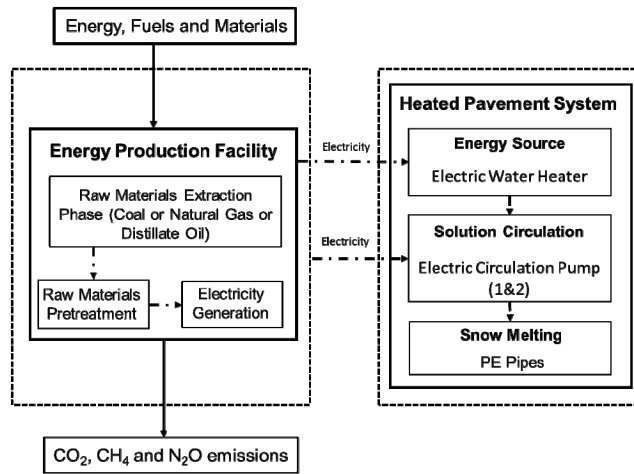 Energy, Fuels and Materials
Energy Production Facility
Raw Materials Extraction
Phase (Coal or Natural Gas or
Distillate Oil)
Raw Materials
Pretreatment
Electricity
Generation
CO₂, CH₄ and N₂O emissions
Electricity
Electricity
Heated Pavement System
Energy Source
Electric Water Heater
Solution Circulation
Electric Circulation Pump
(1&2)
Snow Melting
PE Pipes